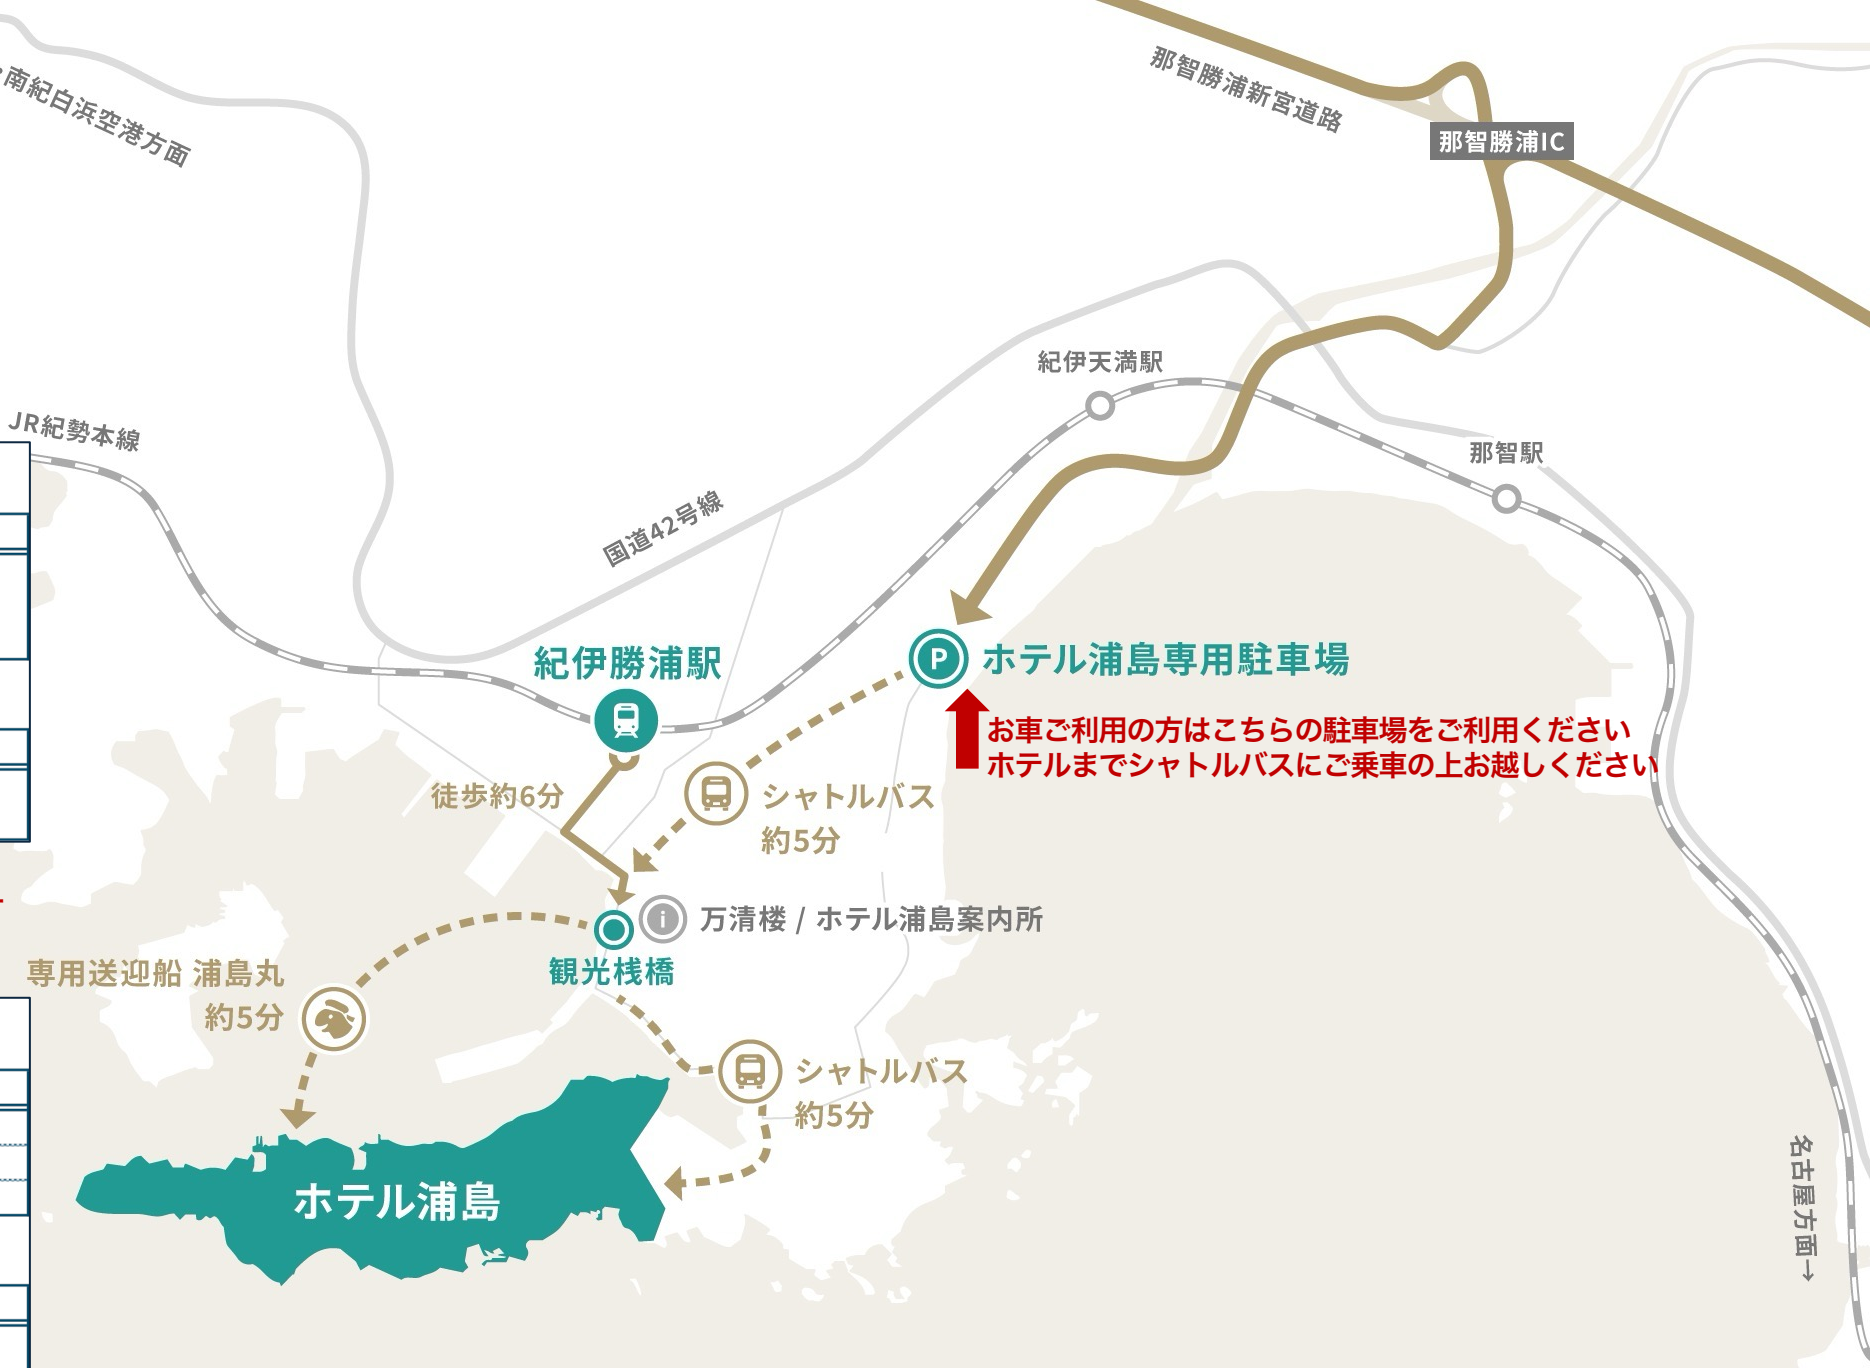 ・南紀白浜空港方面
那智勝浦新宮道路
那智勝浦IC
紀伊天満駅
JR紀勢本線
那智駅
国道42号線
紀伊勝浦駅
P ホテル浦島専用駐車場
お車ご利用の方はこちらの駐車場をご利用ください
ホテルまでシャトルバスにご乗車の上お越しください
徒歩約6分
シャトルバス
約5分
i 万清楼 / ホテル浦島案内所
観光桟橋
専用送迎船 浦島丸
約5分
シャトルバス
約5分
ホテル浦島
名古屋方面→